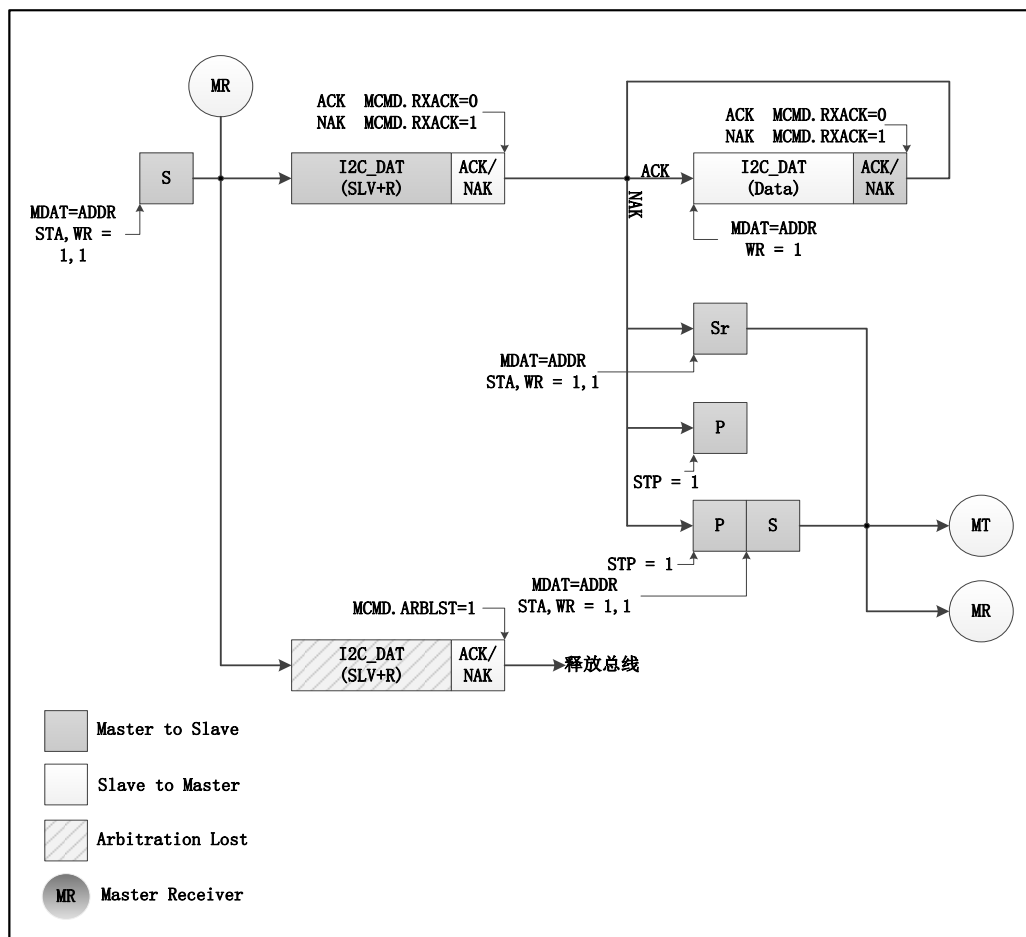 MR
ACK MCMD.RXACK=0
NAK MCMD.RXACK=1
ACK MCMD.RXACK=0
NAK MCMD.RXACK=1
S
I2C_DAT
(SLV+R)
ACK/
NAK
ACK
NAK
I2C_DAT
(Data)
ACK/
NAK
MDAT=ADDR
STA,WR =
1,1
MDAT=ADDR
WR = 1
Sr
MDAT=ADDR
STA,WR = 1,1
P
STP = 1
P
S
MT
STP = 1
MDAT=ADDR
STA,WR = 1,1
MR
MCMD.ARBLST=1
I2C_DAT
(SLV+R)
ACK/
NAK
释放总线
Master to Slave
Slave to Master
Arbitration Lost
MR
Master Receiver